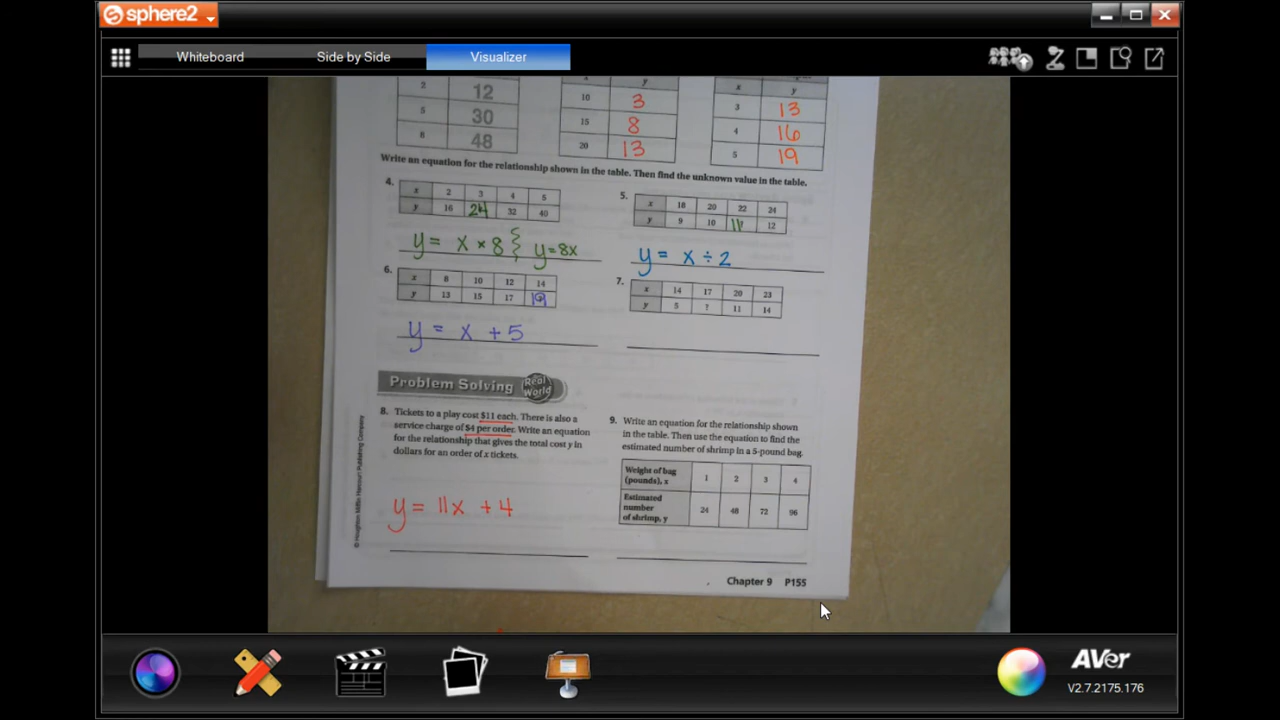 sphere2
Whiteboard Side by Side Visualizer
x y
2 12
5 30
8 48
y
10 3
15 8
20 13
x y
3 13
4 16
5 19
Write an equation for the relationship shown in the table. Then find the unknown value in the table.
4.
x 2 3 4 5
y 16 24 32 40
y = x × 8 y=8x
5.
x 18 20 22 24
y 9 10 11 12
y = x ÷ 2
6.
x 8 10 12 14
y 13 15 17 19
y = x + 5
7.
x 14 17 20 23
y 5 ? 11 14
Problem Solving Real World
8. Tickets to a play cost $11 each. There is also a
service charge of $4 per order. Write an equation
for the relationship that gives the total cost y in
dollars for an order of x tickets.
y = 11x + 4
9. Write an equation for the relationship shown
in the table. Then use the equation to find the
estimated number of shrimp in a 5-pound bag.
Weight of bag (pounds), x 1 2 3 4
Estimated number of shrimp, y 24 48 72 96
© Houghton Mifflin Harcourt Publishing Company
Chapter 9 P155
AVer
V2.7.2175.176